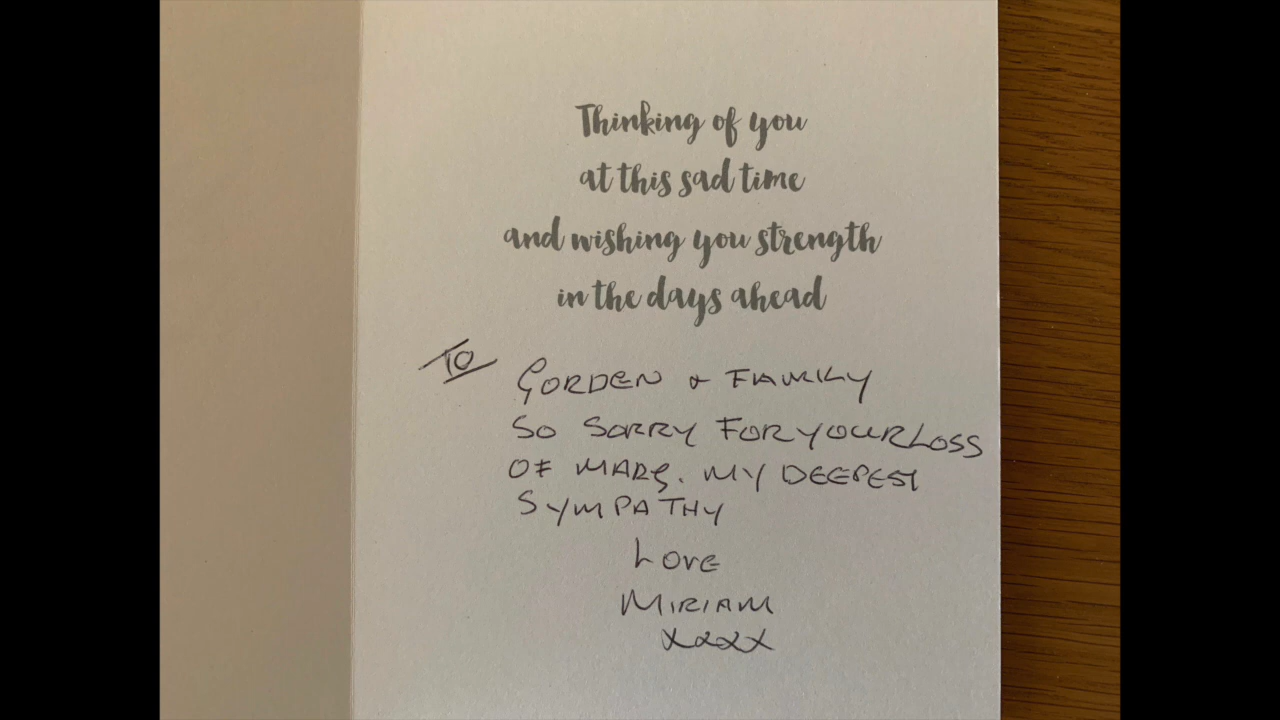 Thinking of you
at this sad time
and wishing you strength
in the days ahead
TO
GORDEN & FAMILY
SO SORRY FOR YOUR LOSS
OF MARG. MY DEEPEST
SYMPATHY
LOVE
MIRIAM
xxxx